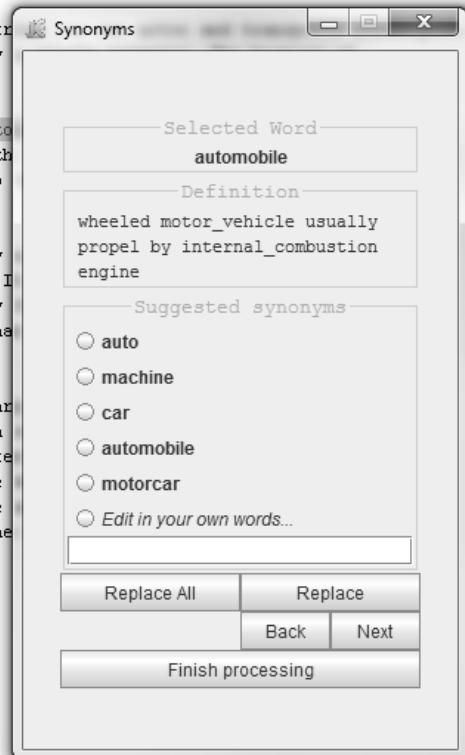 Synonyms
Selected Word
automobile
Definition
wheeled motor_vehicle usually
propel by internal_combustion
engine
Suggested synonyms
auto
machine
car
automobile
motorcar
Edit in your own words...
Replace All
Replace
Back
Next
Finish processing